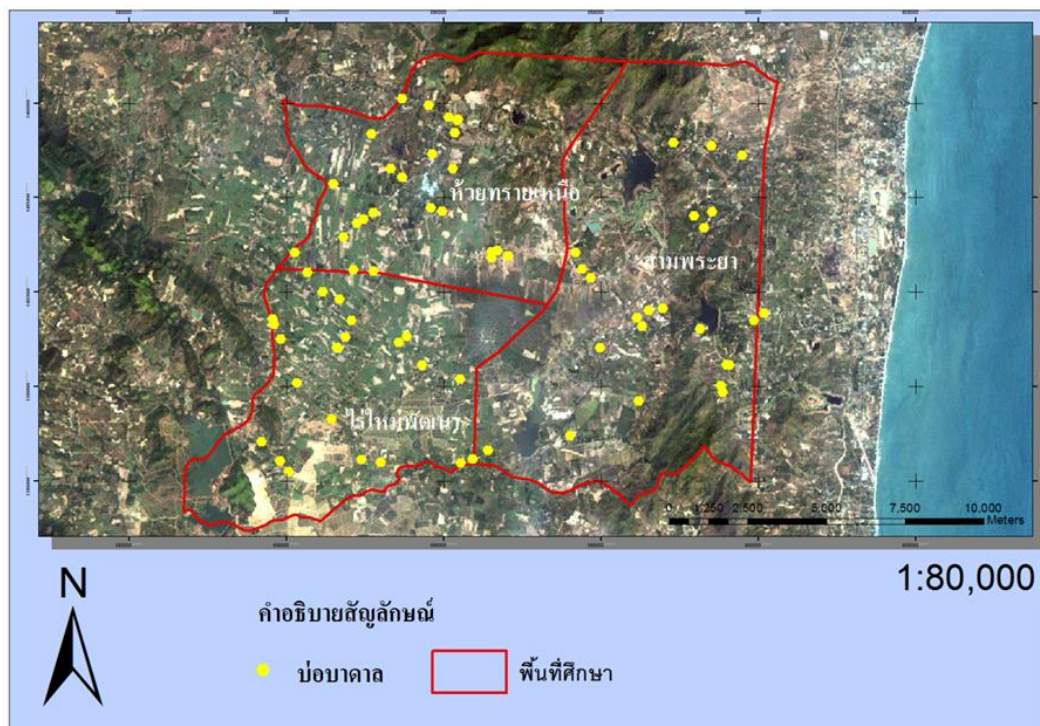 ห้วยทรายเหนือ
สามพระยา
ไร่ใหม่พัฒนา
0 1,250 2,500 5,000 7,500 10,000
Meters
N
1:80,000
คำอธิบายสัญลักษณ์
บ่อบาดาล พื้นที่ศึกษา